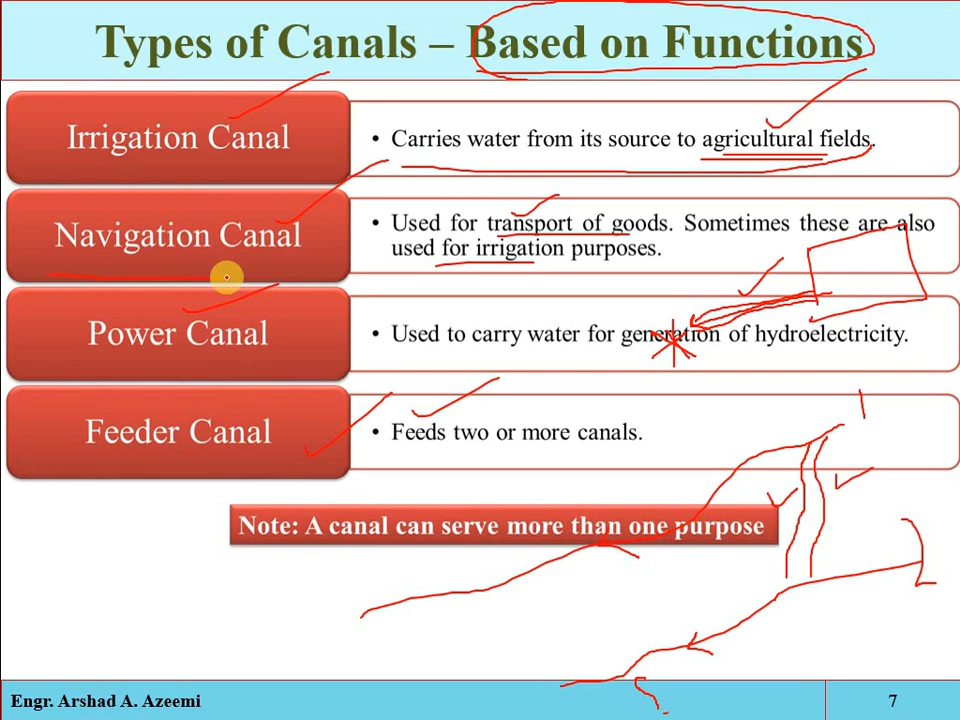 Types of Canals – Based on Functions
Irrigation Canal
• Carries water from its source to agricultural fields.
Navigation Canal
• Used for transport of goods. Sometimes these are also
used for irrigation purposes.
Power Canal
• Used to carry water for generation of hydroelectricity.
Feeder Canal
• Feeds two or more canals.
1
Note: A canal can serve more than one purpose
2
Engr. Arshad A. Azeemi
7